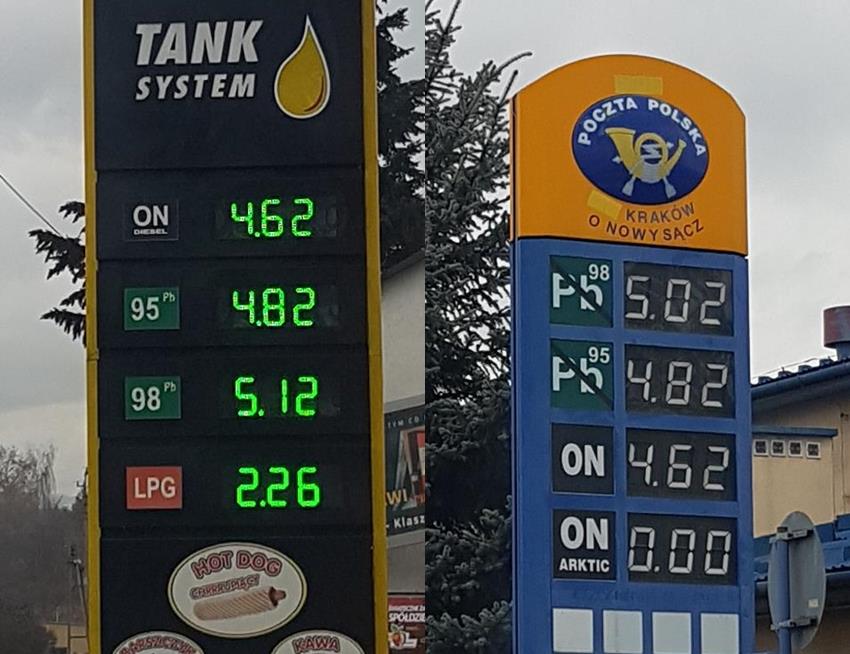 TANK
SYSTEM
ON
DIESEL
4.62
95 Pb
4.82
98 Pb
5.12
LPG
2.26
HOT DOG
KAWA
POCZTA POLSKA
KRAKÓW
O NOWY SĄCZ
Pb 98
5.02
Pb 95
4.82
ON
4.62
ON
ARKTIC
0.00